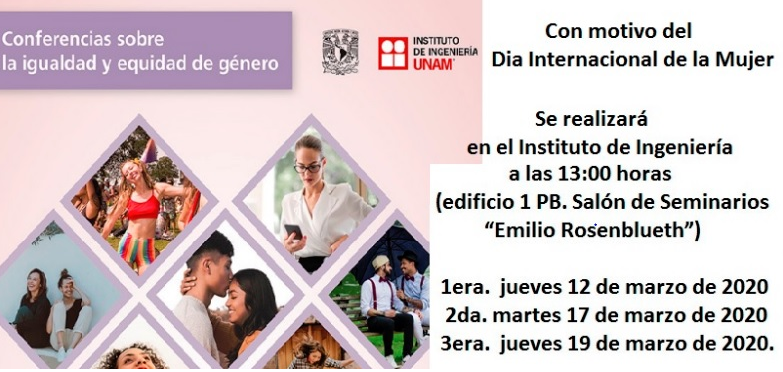 Conferencias sobre
la igualdad y equidad de género
INSTITUTO
DE INGENIERÍA
UNAM
Con motivo del
Dia Internacional de la Mujer
Se realizará
en el Instituto de Ingeniería
a las 13:00 horas
(edificio 1 PB. Salón de Seminarios
“Emilio Rosenblueth”)
1era. jueves 12 de marzo de 2020
2da. martes 17 de marzo de 2020
3era. jueves 19 de marzo de 2020.